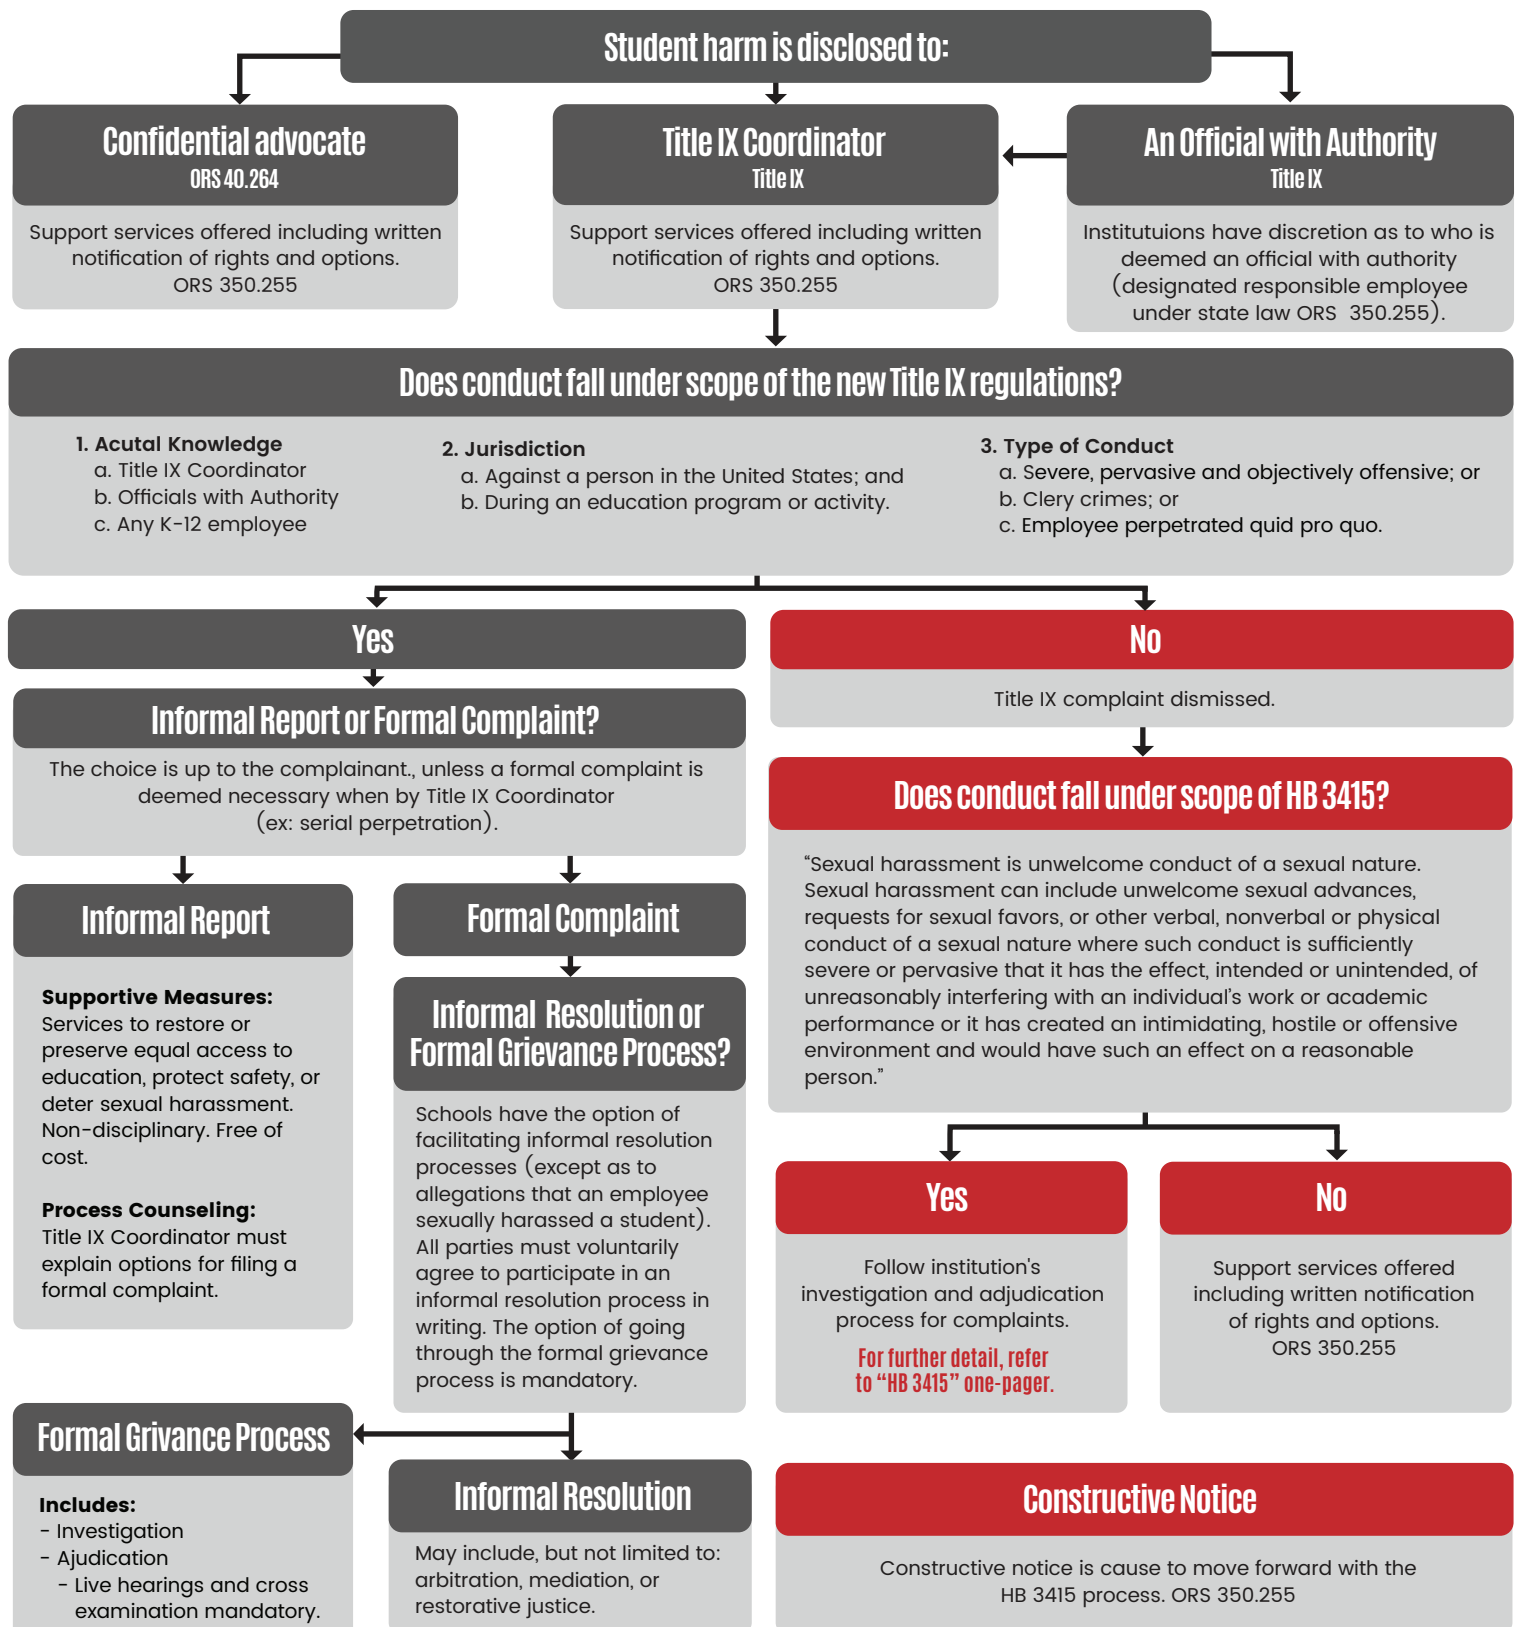 Student harm is disclosed to:
Confidential advocate
ORS 40.264
Support services offered including written
notification of rights and options.
ORS 350.255
Title IX Coordinator
Title IX
Support services offered including written
notification of rights and options.
ORS 350.255
An Official with Authority
Title IX
Institutuions have discretion as to who is
deemed an official with authority
(designated responsible employee
under state law ORS 350.255).
Does conduct fall under scope of the new Title IX regulations?
1. Acutal Knowledge
a. Title IX Coordinator
b. Officials with Authority
c. Any K-12 employee
2. Jurisdiction
a. Against a person in the United States; and
b. During an education program or activity.
3. Type of Conduct
a. Severe, pervasive and objectively offensive; or
b. Clery crimes; or
c. Employee perpetrated quid pro quo.
Yes
Informal Report or Formal Complaint?
The choice is up to the complainant., unless a formal complaint is
deemed necessary when by Title IX Coordinator
(ex: serial perpetration).
Informal Report
Supportive Measures:
Services to restore or
preserve equal access to
education, protect safety, or
deter sexual harassment.
Non-disciplinary. Free of
cost.
Process Counseling:
Title IX Coordinator must
explain options for filing a
formal complaint.
Formal Complaint
Informal Resolution or
Formal Grievance Process?
Schools have the option of
facilitating informal resolution
processes (except as to
allegations that an employee
sexually harassed a student).
All parties must voluntarily
agree to participate in an
informal resolution process in
writing. The option of going
through the formal grievance
process is mandatory.
Formal Grivance Process
Includes:
- Investigation
- Ajudication
- Live hearings and cross
examination mandatory.
Informal Resolution
May include, but not limited to:
arbitration, mediation, or
restorative justice.
No
Title IX complaint dismissed.
Does conduct fall under scope of HB 3415?
“Sexual harassment is unwelcome conduct of a sexual nature.
Sexual harassment can include unwelcome sexual advances,
requests for sexual favors, or other verbal, nonverbal or physical
conduct of a sexual nature where such conduct is sufficiently
severe or pervasive that it has the effect, intended or unintended, of
unreasonably interfering with an individual’s work or academic
performance or it has created an intimidating, hostile or offensive
environment and would have such an effect on a reasonable
person.”
Yes
Follow institution's
investigation and adjudication
process for complaints.
For further detail, refer
to “HB 3415” one-pager.
No
Support services offered
including written notification
of rights and options.
ORS 350.255
Constructive Notice
Constructive notice is cause to move forward with the
HB 3415 process. ORS 350.255